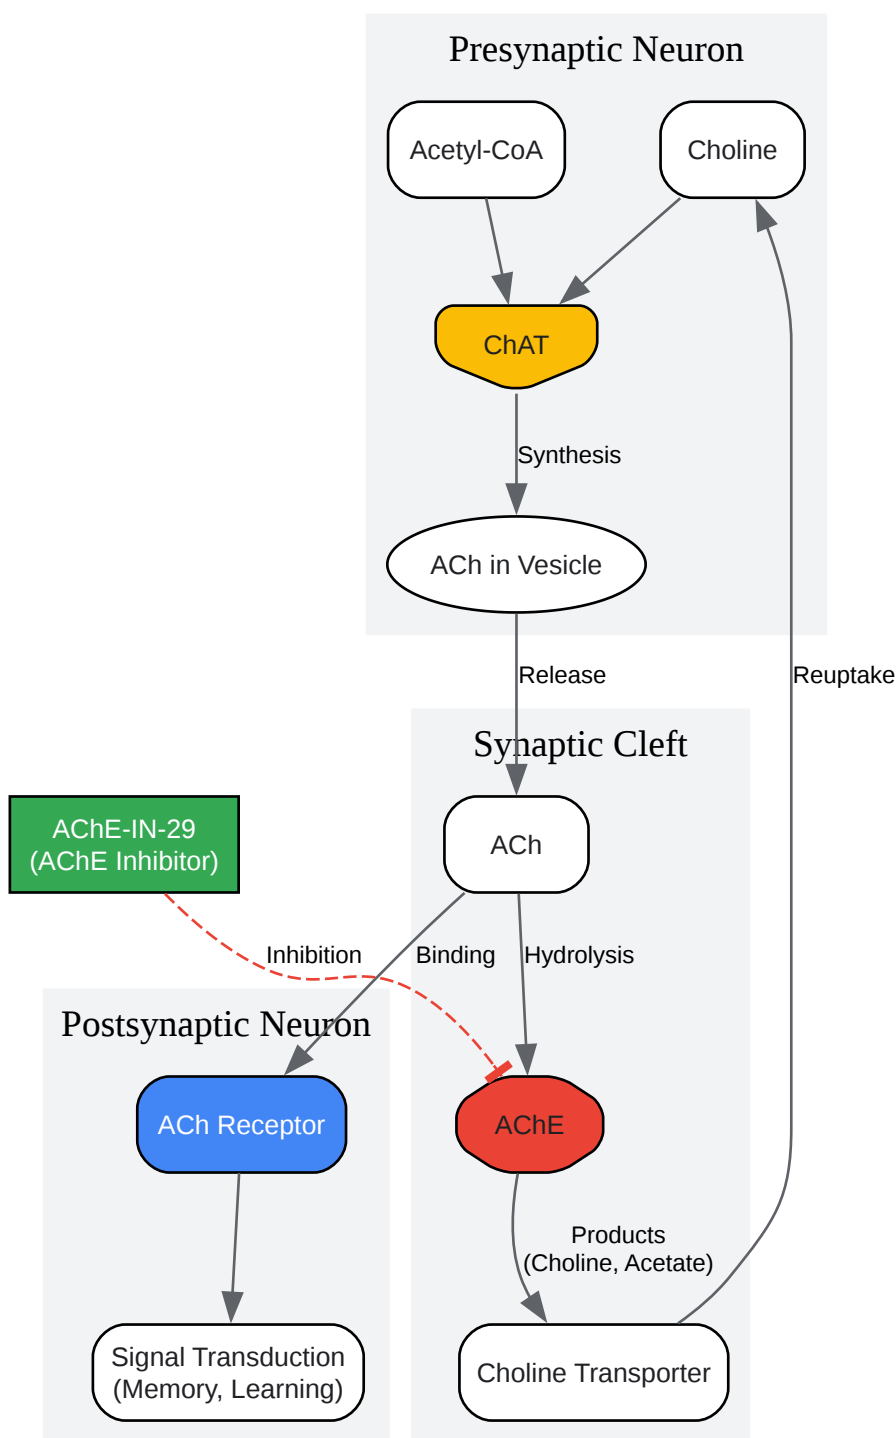 Presynaptic Neuron
Acetyl-CoA
Choline
ChAT
Synthesis
ACh in Vesicle
Release
Reuptake
Synaptic Cleft
AChE-IN-29
(AChE Inhibitor)
ACh
Inhibition
Binding
Hydrolysis
Postsynaptic Neuron
ACh Receptor
AChE
Products
(Choline, Acetate)
Signal Transduction
(Memory, Learning)
Choline Transporter